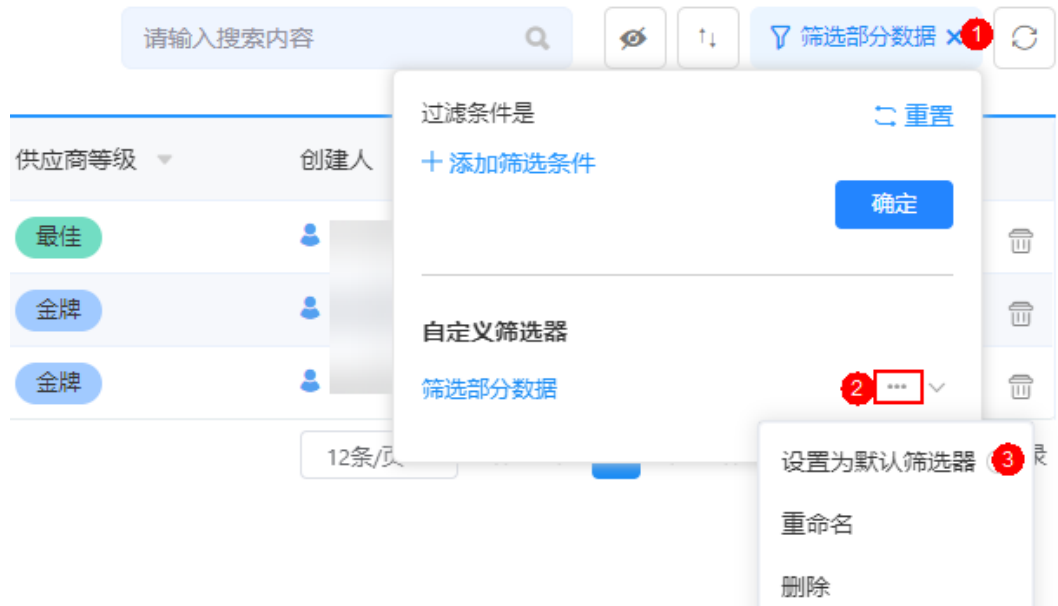 请输入搜索内容
筛选部分数据
1
过滤条件是
重置
供应商等级
创建人
添加筛选条件
确定
最佳
金牌
自定义筛选器
金牌
筛选部分数据
2
12条/页
设置为默认筛选器
3
录
重命名
删除